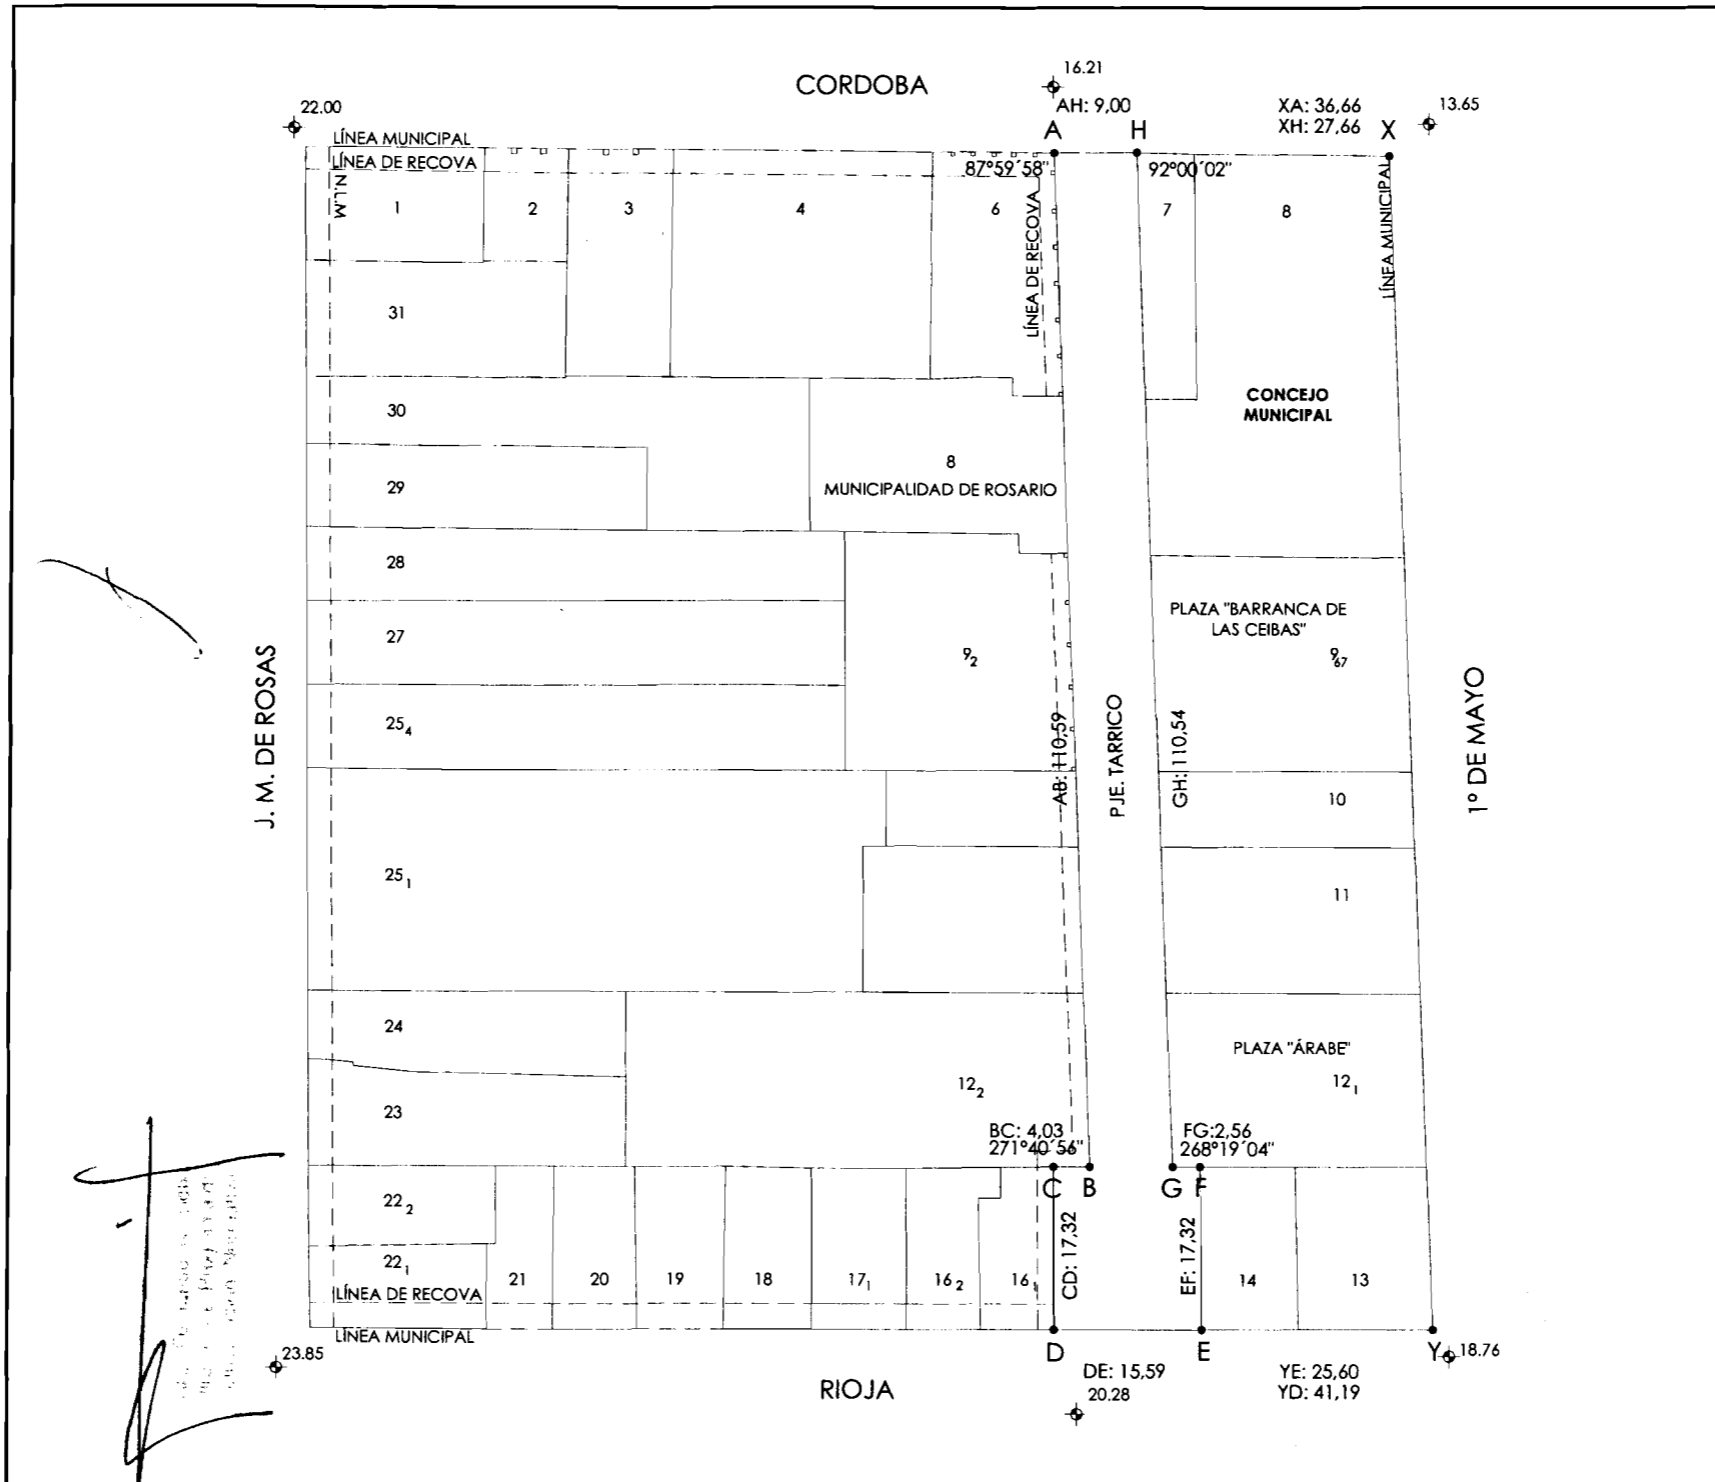 CORDOBA
16.21
22.00
AH: 9,00
XA: 36,66
XH: 27,66
13.65
A
H
X
LÍNEA MUNICIPAL
LÍNEA DE RECOVA
87°59´58"
92°00´02"
N.L.M
1
2
3
4
6
7
8
LÍNEA DE RECOVA
LÍNEA MUNICIPAL
31
30
CONCEJO
MUNICIPAL
29
8
MUNICIPALIDAD DE ROSARIO
28
PLAZA "BARRANCA DE
LAS CEIBAS"
27
9₂
9/67
J. M. DE ROSAS
25₄
AB: 110,59
PJE. TARRICO
GH: 110,54
1º DE MAYO
10
25₁
11
24
PLAZA "ÁRABE"
12₂
12₁
23
BC: 4,03
271°40´56"
FG:2,56
268°19´04"
C
B
G
F
22₂
CD: 17,32
EF: 17,32
22₁
21
20
19
18
17₁
16₂
16₁
14
13
LÍNEA DE RECOVA
LÍNEA MUNICIPAL
23.85
D
E
Y
18.76
RIOJA
DE: 15,59
20.28
YE: 25,60
YD: 41,19